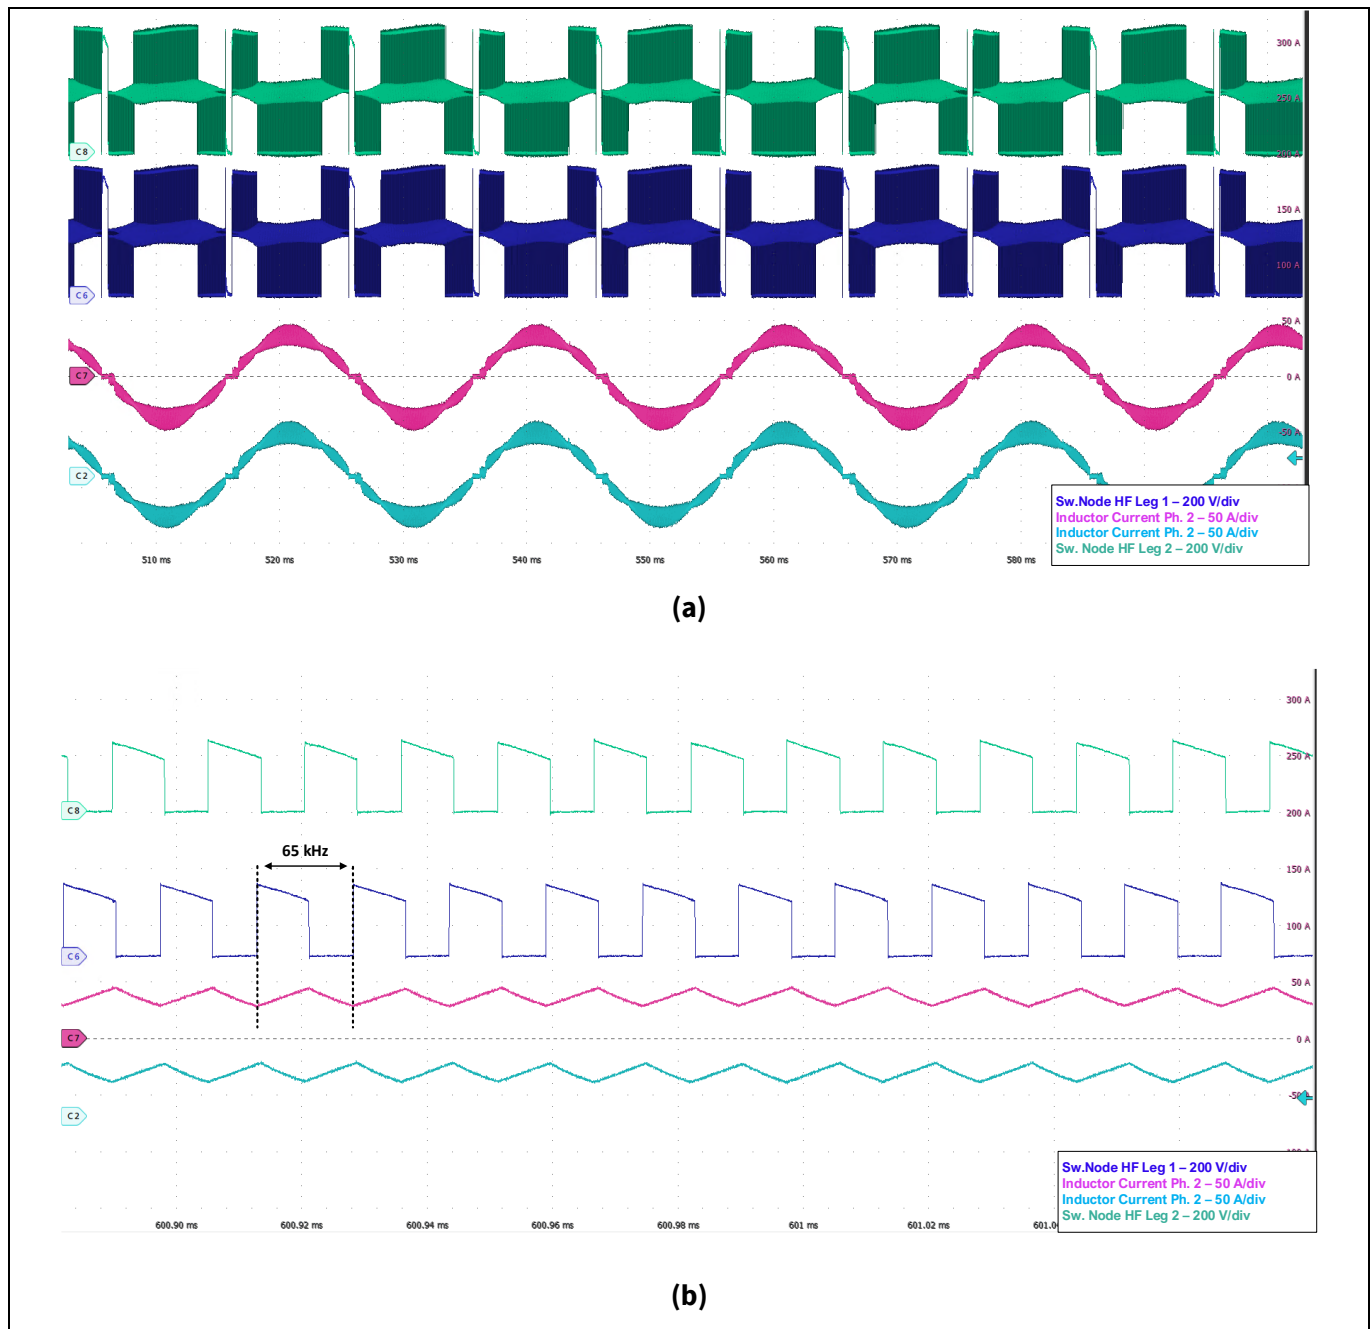 300 A
C8
250 A
200 A
150 A
C6
100 A
50 A
C7
0 A
-50 A
C2
Sw.Node HF Leg 1 – 200 V/div
Inductor Current Ph. 2 – 50 A/div
Inductor Current Ph. 2 – 50 A/div
Sw. Node HF Leg 2 – 200 V/div
510 ms 520 ms 530 ms 540 ms 550 ms 560 ms 570 ms 580 ms
(a)
300 A
250 A
C8
200 A
65 kHz
150 A
100 A
C6
50 A
C7
0 A
C2
Sw.Node HF Leg 1 – 200 V/div
Inductor Current Ph. 2 – 50 A/div
Inductor Current Ph. 2 – 50 A/div
Sw. Node HF Leg 2 – 200 V/div
600.90 ms 600.92 ms 600.94 ms 600.96 ms 600.98 ms 601 ms 601.02 ms
(b)